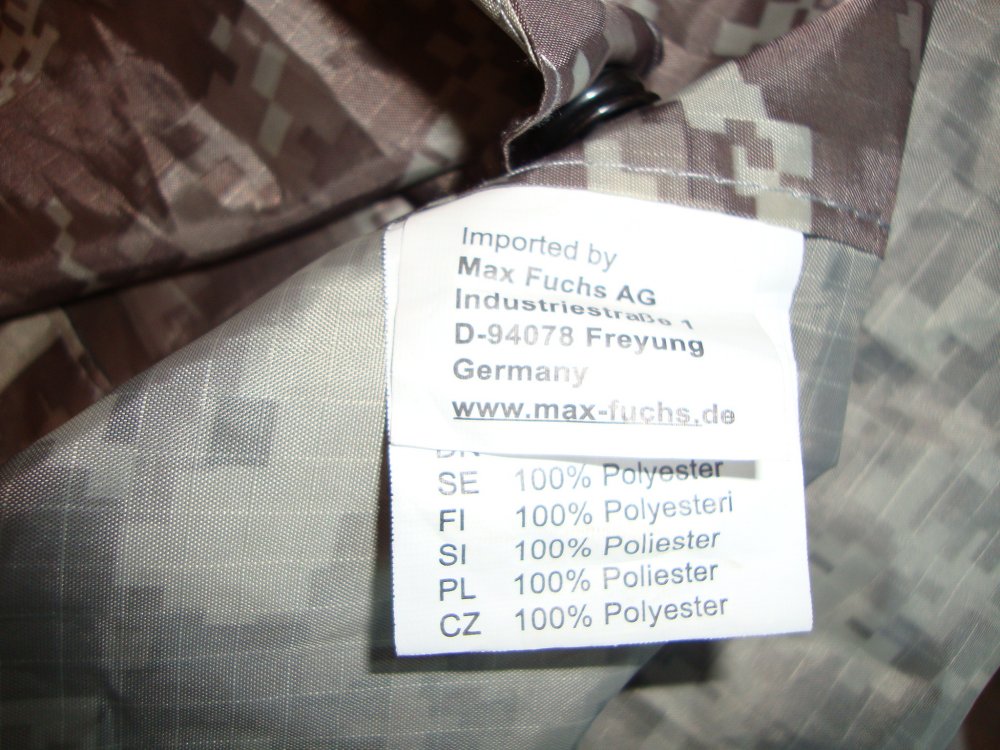 Imported by
Max Fuchs AG
Industriestraße 1
D-94078 Freyung
Germany
www.max-fuchs.de
SE 100% Polyester
FI 100% Polyesteri
SI 100% Poliester
PL 100% Poliester
CZ 100% Polyester